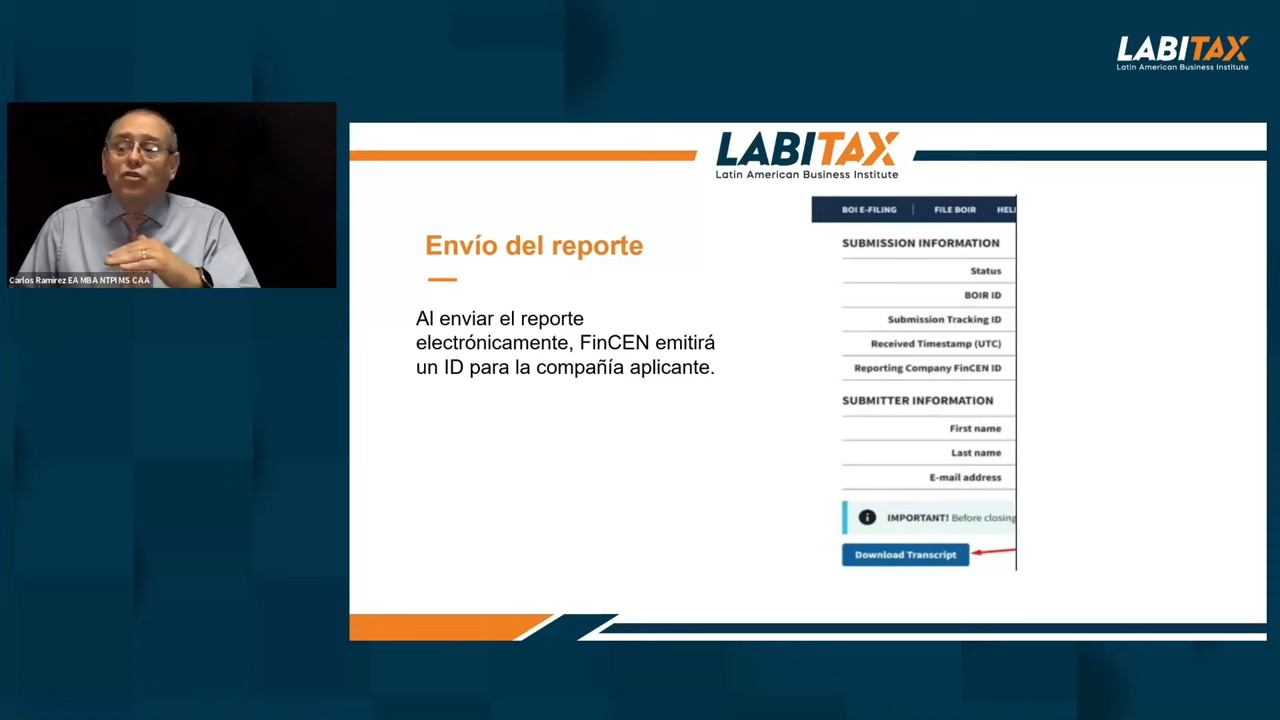 LABITAX
Latin American Business Institute
Carlos Ramirez EA MBA NTPI MS CAA
LABITAX
Latin American Business Institute
Envío del reporte
Al enviar el reporte
electrónicamente, FinCEN emitirá
un ID para la compañía aplicante.
BOI E-FILING | FILE BOIR HEL
SUBMISSION INFORMATION
Status
BOIR ID
Submission Tracking ID
Received Timestamp (UTC)
Reporting Company FinCEN ID
SUBMITTER INFORMATION
First name
Last name
E-mail address
IMPORTANT! Before closing
Download Transcript